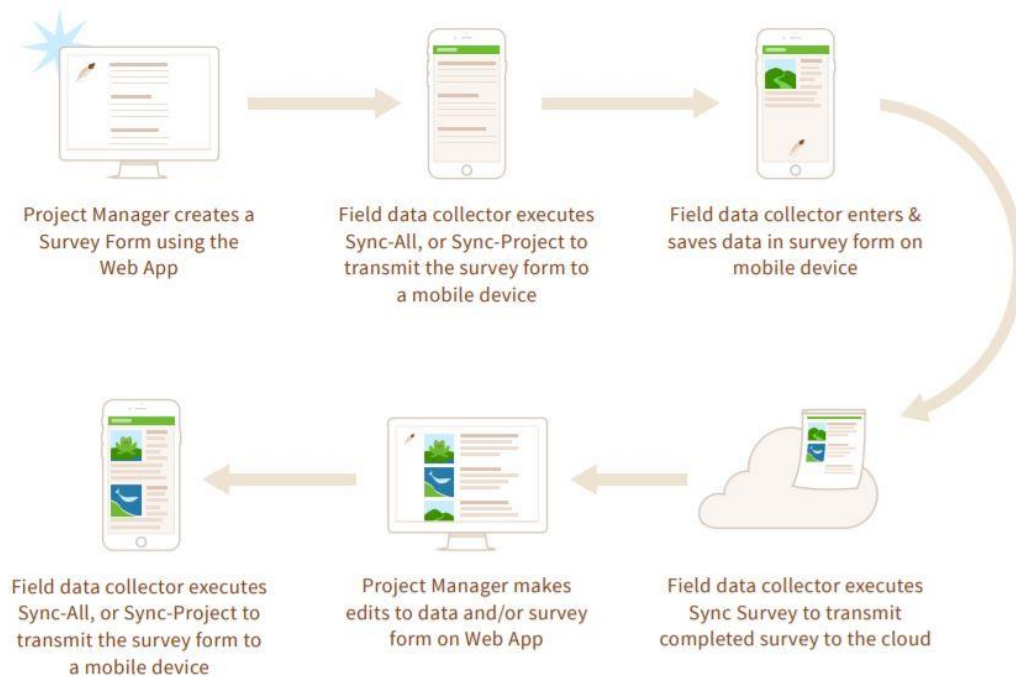 Project Manager creates a
Survey Form using the
Web App
Field data collector executes
Sync-All, or Sync-Project to
transmit the survey form to
a mobile device
Field data collector enters &
saves data in survey form on
mobile device
Field data collector executes
Sync Survey to transmit
completed survey to the cloud
Project Manager makes
edits to data and/or survey
form on Web App
Field data collector executes
Sync-All, or Sync-Project to
transmit the survey form to
a mobile device